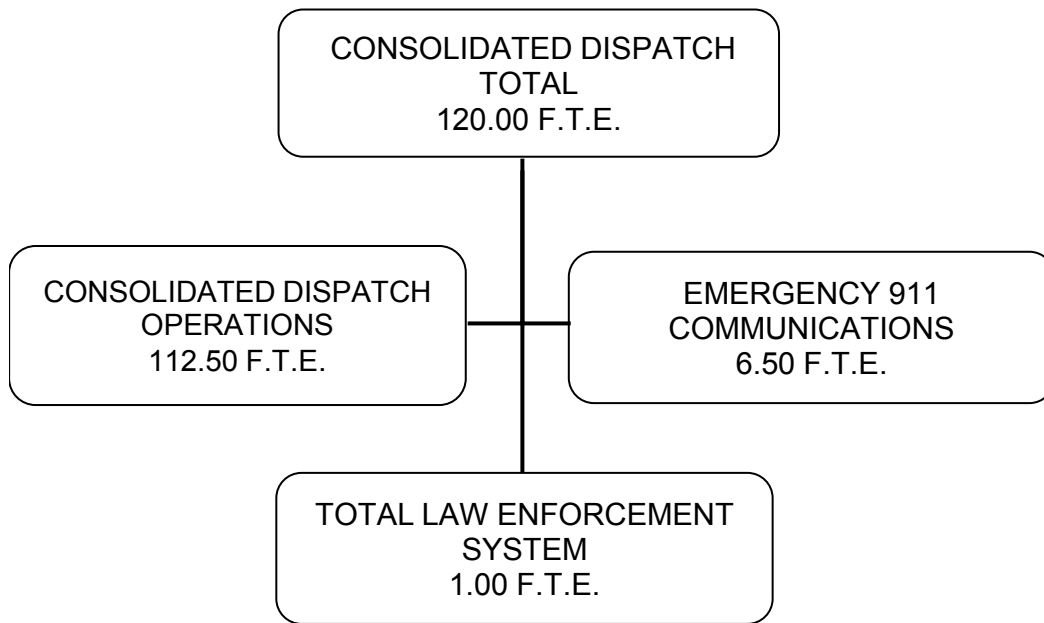 CONSOLIDATED DISPATCH
TOTAL
120.00 F.T.E.
CONSOLIDATED DISPATCH
OPERATIONS
112.50 F.T.E.
EMERGENCY 911
COMMUNICATIONS
6.50 F.T.E.
TOTAL LAW ENFORCEMENT
SYSTEM
1.00 F.T.E.